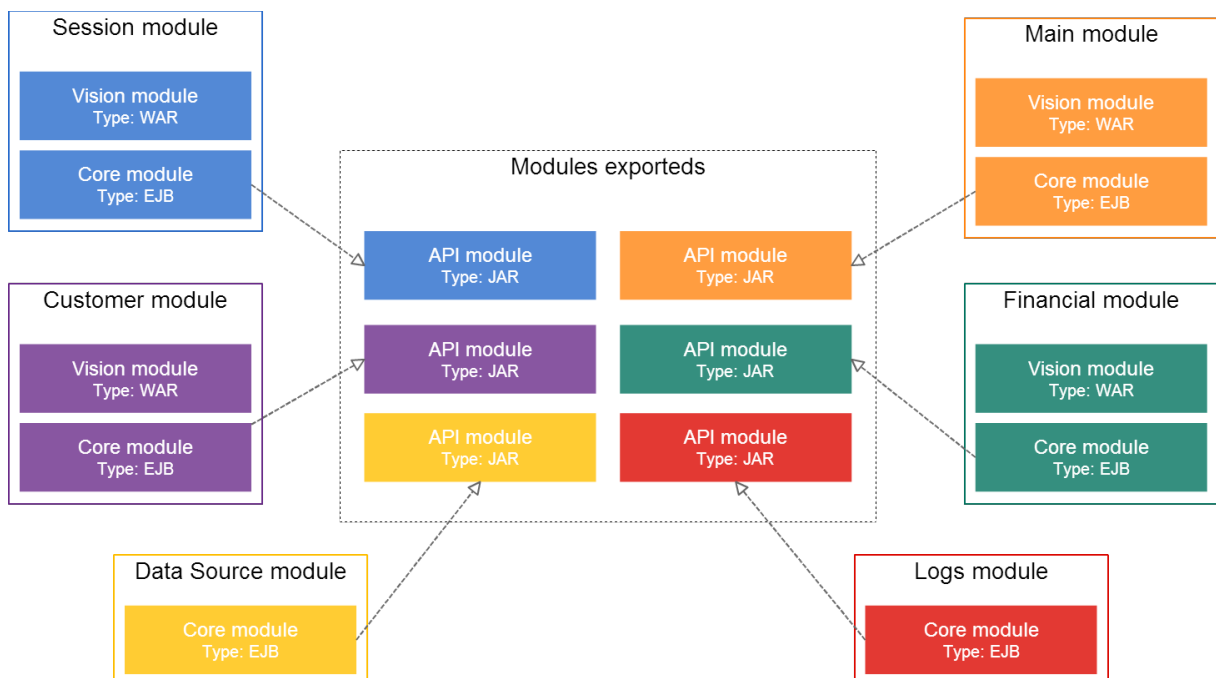 Session module
Vision module
Type: WAR
Core module
Type: EJB
Main module
Vision module
Type: WAR
Core module
Type: EJB
Modules exporteds
API module
Type: JAR
API module
Type: JAR
API module
Type: JAR
API module
Type: JAR
API module
Type: JAR
API module
Type: JAR
Customer module
Vision module
Type: WAR
Core module
Type: EJB
Financial module
Vision module
Type: WAR
Core module
Type: EJB
Data Source module
Core module
Type: EJB
Logs module
Core module
Type: EJB